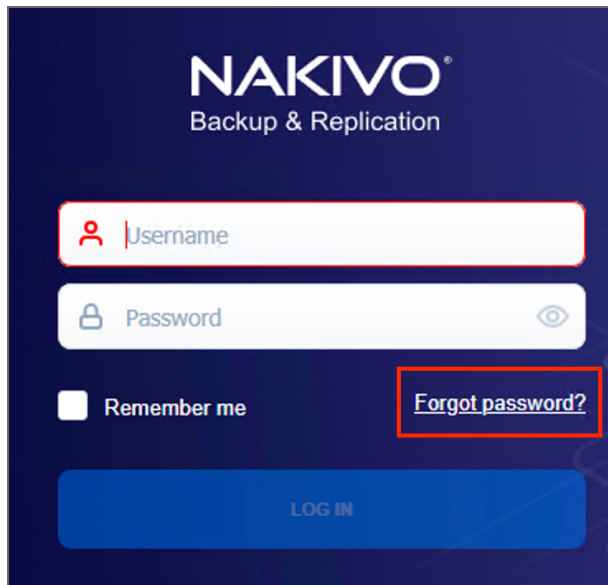 NAKIVO®
Backup & Replication
Username
Password
Remember me
Forgot password?
LOG IN